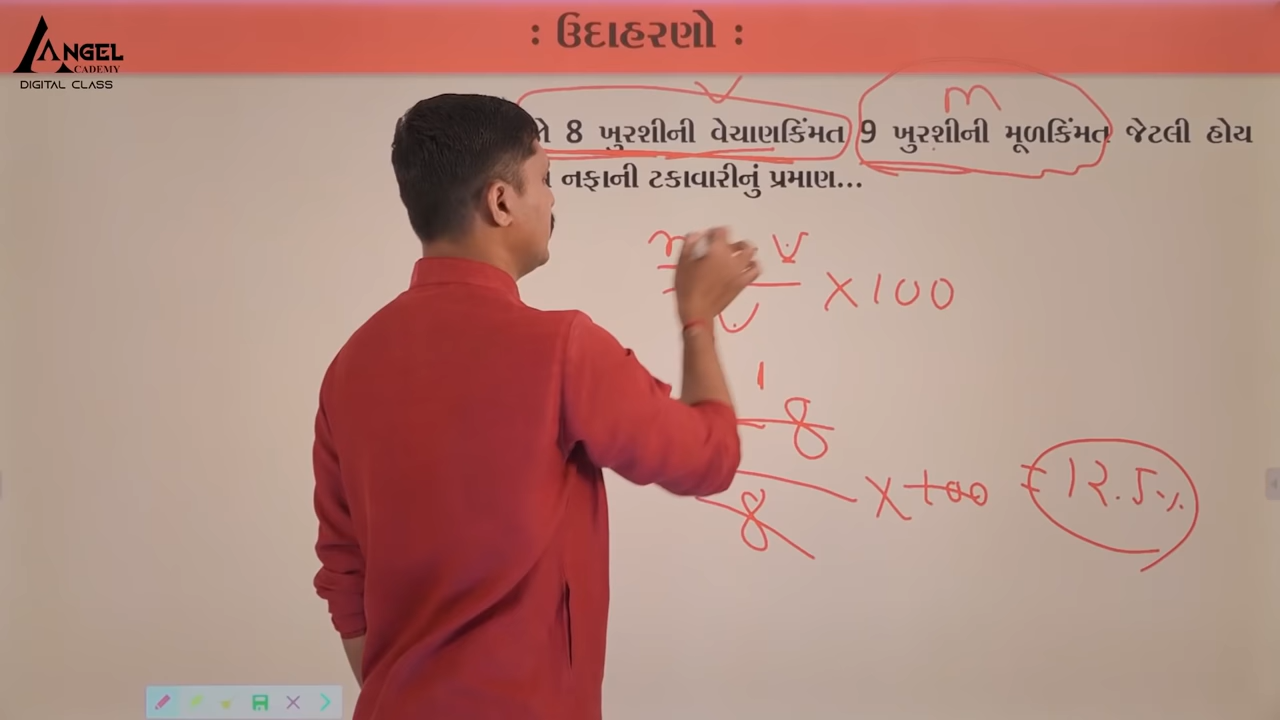 ANGEL
ACADEMY
DIGITAL CLASS
: ઉદાહરણો :
V
m
8 ખુરશીની વેચાણકિંમત 9 ખુરશીની મૂળકિંમત જેટલી હોય
નફાની ટકાવારીનું પ્રમાણ...
V
X 100
V
1
8
8 X 100 = 12.5%